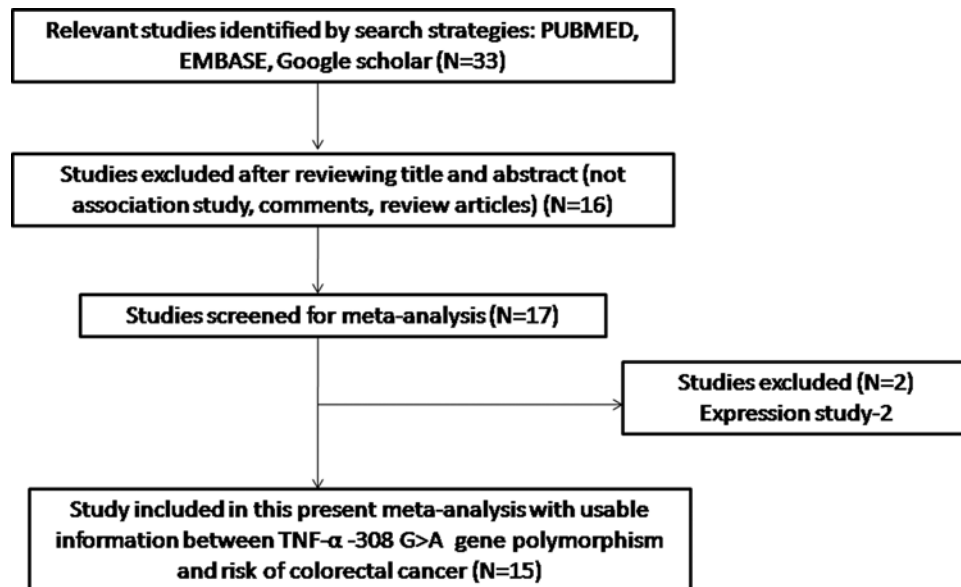 Relevant studies identified by search strategies: PUBMED,
EMBASE, Google scholar (N=33)
Studies excluded after reviewing title and abstract (not
association study, comments, review articles) (N=16)
Studies screened for meta-analysis (N=17)
Studies excluded (N=2)
Expression study-2
Study included in this present meta-analysis with usable
information between TNF-α -308 G>A gene polymorphism
and risk of colorectal cancer (N=15)